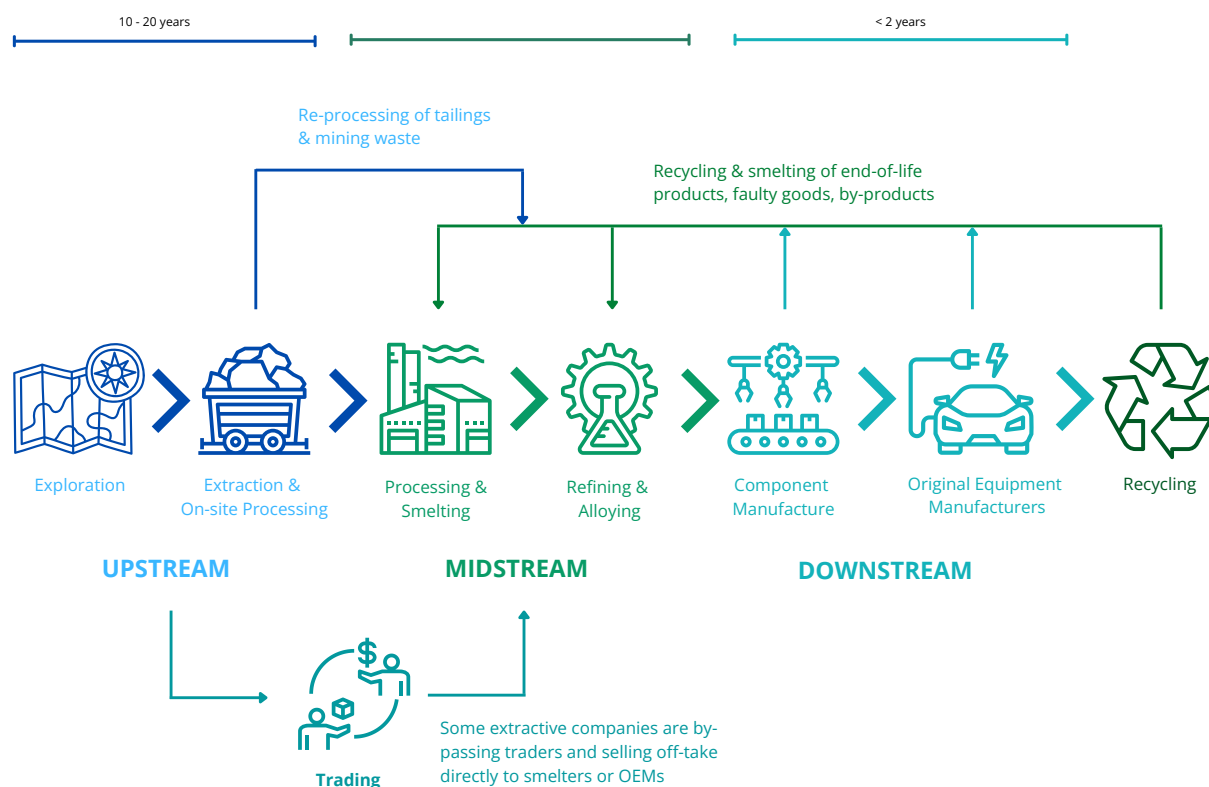 10 - 20 years
< 2 years
Re-processing of tailings
& mining waste
Recycling & smelting of end-of-life
products, faulty goods, by-products
Exploration
Extraction &
On-site Processing
Processing &
Smelting
Refining &
Alloying
Component
Manufacture
Original Equipment
Manufacturers
Recycling
UPSTREAM
MIDSTREAM
DOWNSTREAM
$
Trading
Some extractive companies are by-
passing traders and selling off-take
directly to smelters or OEMs